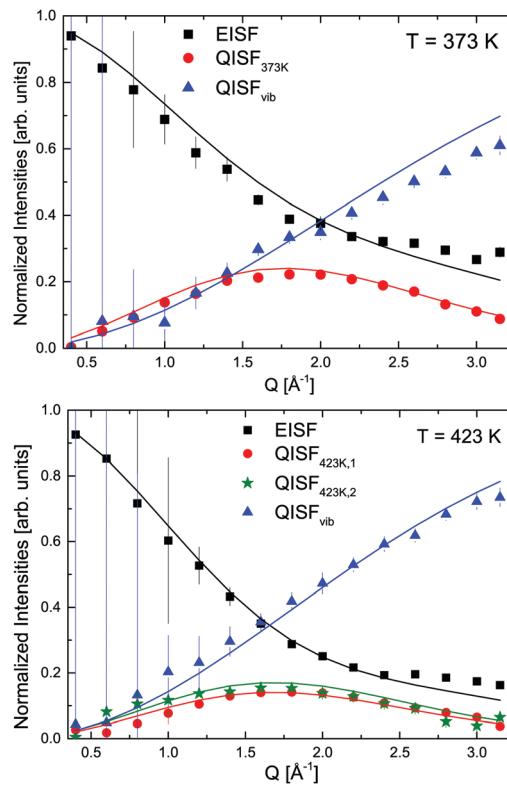 T = 373 K
EISF
QISF373K
QISFvib
Normalized Intensities [arb. units]
1.0
0.8
0.6
0.4
0.2
0.0
0.5 1.0 1.5 2.0 2.5 3.0
Q [Å-1]
T = 423 K
EISF
QISF423K,1
QISF423K,2
QISFvib
Normalized Intensities [arb. units]
1.0
0.8
0.6
0.4
0.2
0.0
0.5 1.0 1.5 2.0 2.5 3.0
Q [Å-1]